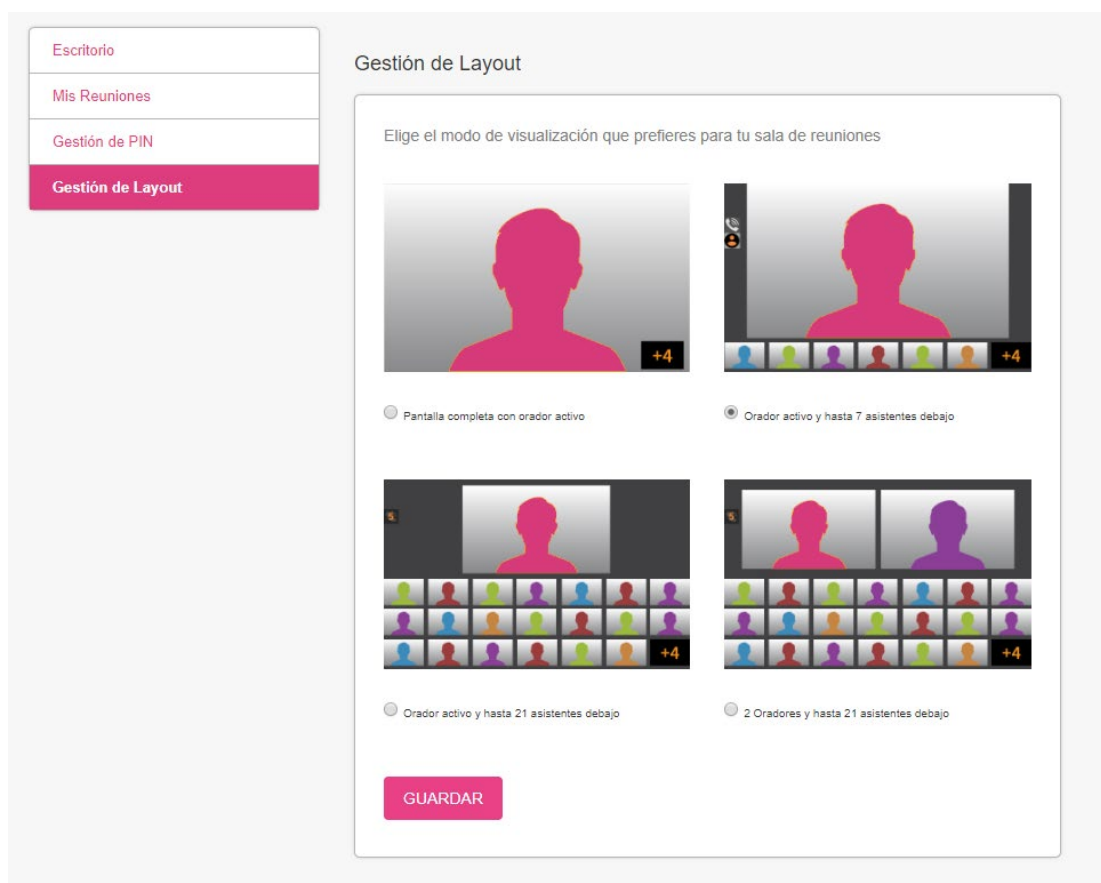 Escritorio
Mis Reuniones
Gestión de PIN
Gestión de Layout
Gestión de Layout
Elige el modo de visualización que prefieres para tu sala de reuniones
+4
+4
Pantalla completa con orador activo
Orador activo y hasta 7 asistentes debajo
5
5
+4
+4
Orador activo y hasta 21 asistentes debajo
2 Oradores y hasta 21 asistentes debajo
GUARDAR